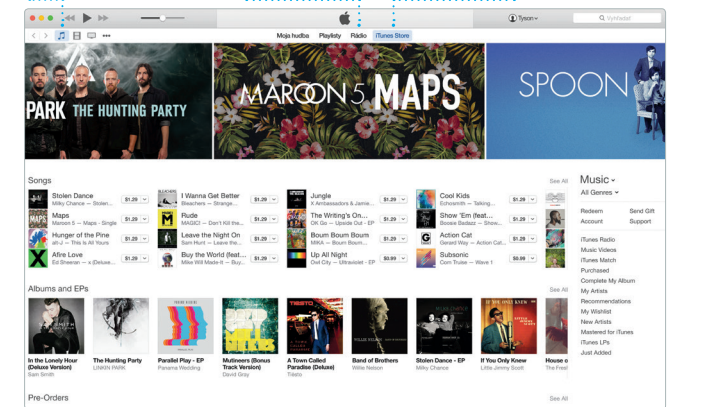 Tyson
Vyhľadať
Moja hudba Playlisty Rádio iTunes Store
PARK THE HUNTING PARTY
MAROON 5 MAPS
SPOON
Songs
See All
Stolen Dance
Milky Chance — Stolen...
$1.29
I Wanna Get Better
Bleachers — Strange...
$1.29
Jungle
X Ambassadors & Jamie...
$1.29
Cool Kids
Echosmith — Talking...
$1.29
Maps
Maroon 5 — Maps - Single
$1.29
Rude
MAGIC! — Don't Kill the...
$1.29
The Writing's On...
OK Go — Upside Out - EP
$1.29
Show 'Em (feat...
Boosie Badazz — Show...
$1.29
Hunger of the Pine
alt-J — This Is All Yours
$1.29
Leave the Night On
Sam Hunt — Leave the...
$1.29
Boum Boum Boum
MIKA — Boum Boum...
$1.29
Action Cat
Gerard Way — Action Cat...
$1.29
Afire Love
Ed Sheeran — x (Deluxe...
$1.29
Buy the World (feat...
Mike Will Made-It — Buy...
$1.29
Up All Night
Owl City — Ultraviolet - EP
$0.99
Subsonic
Com Truise — Wave 1
$0.99
Music
All Genres
Redeem Send Gift
Account Support
iTunes Radio
Music Videos
iTunes Match
Purchased
Complete My Album
My Artists
Recommendations
My Wishlist
New Artists
Mastered for iTunes
iTunes LPs
Just Added
Albums and EPs
See All
TIËSTO
IF YOU ONLY KNEW
In the Lonely Hour
(Deluxe Version)
Sam Smith
The Hunting Party
LINKIN PARK
Parallel Play - EP
Panama Wedding
Mutineers (Bonus
Track Version)
David Gray
A Town Called
Paradise (Deluxe)
Tiësto
Band of Brothers
Willie Nelson
Stolen Dance - EP
Milky Chance
If You Only Knew
Little Jimmy Scott
House o
The Fresl
Pre-Orders
See All